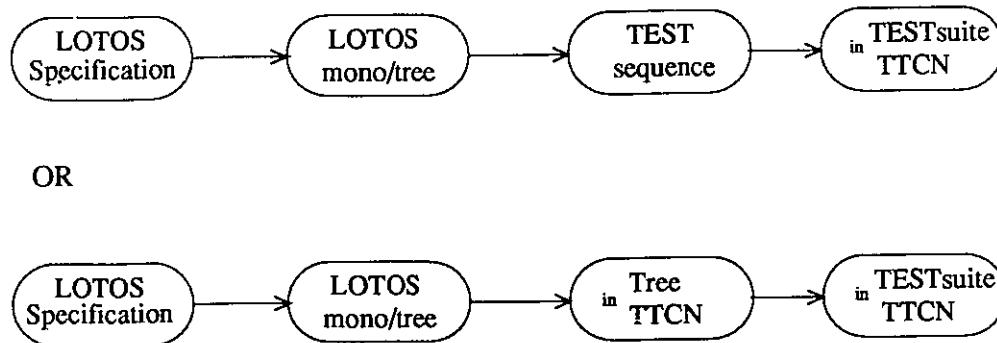 LOTOS
Specification
LOTOS
mono/tree
TEST
sequence
in TESTsuite
TTCN
OR
LOTOS
Specification
LOTOS
mono/tree
in Tree
TTCN
in TESTsuite
TTCN